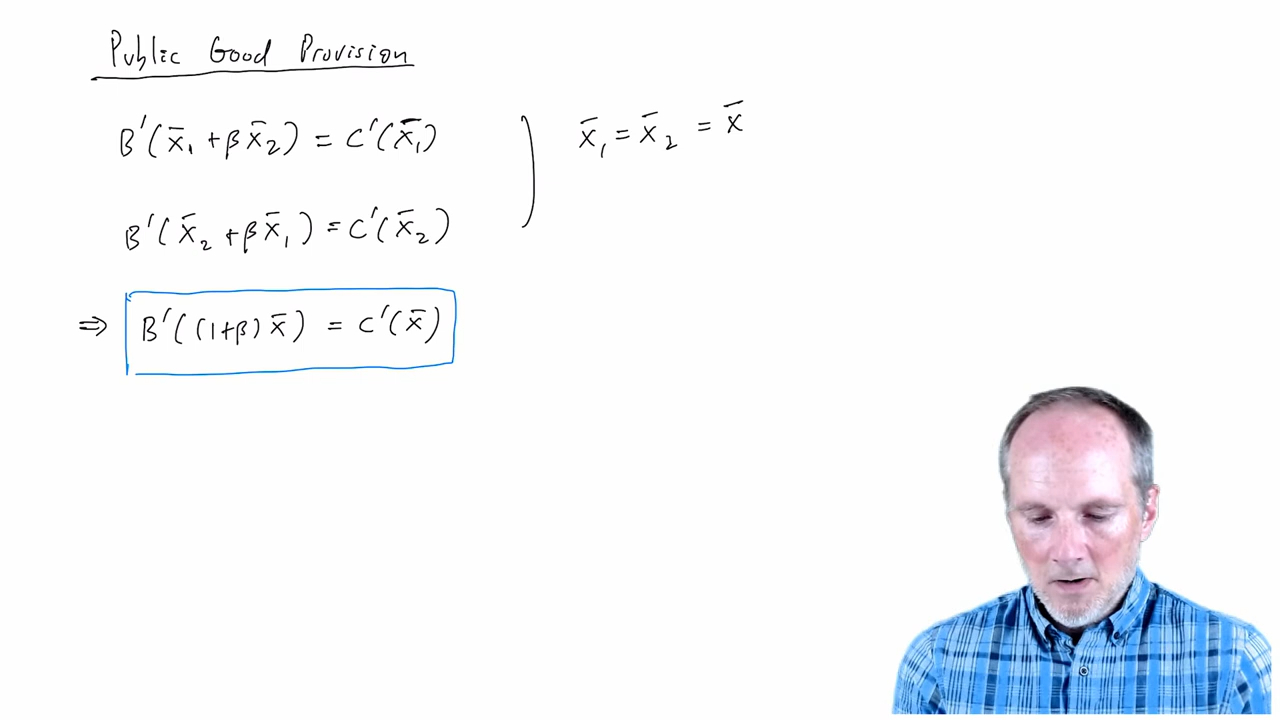 Public Good Provision
B′(x̄₁ + βx̄₂) = C′(x̄₁)
x̄₁ = x̄₂ = x̄
B′(x̄₂ + βx̄₁) = C′(x̄₂)
⇒ B′((1+β)x̄) = C′(x̄)